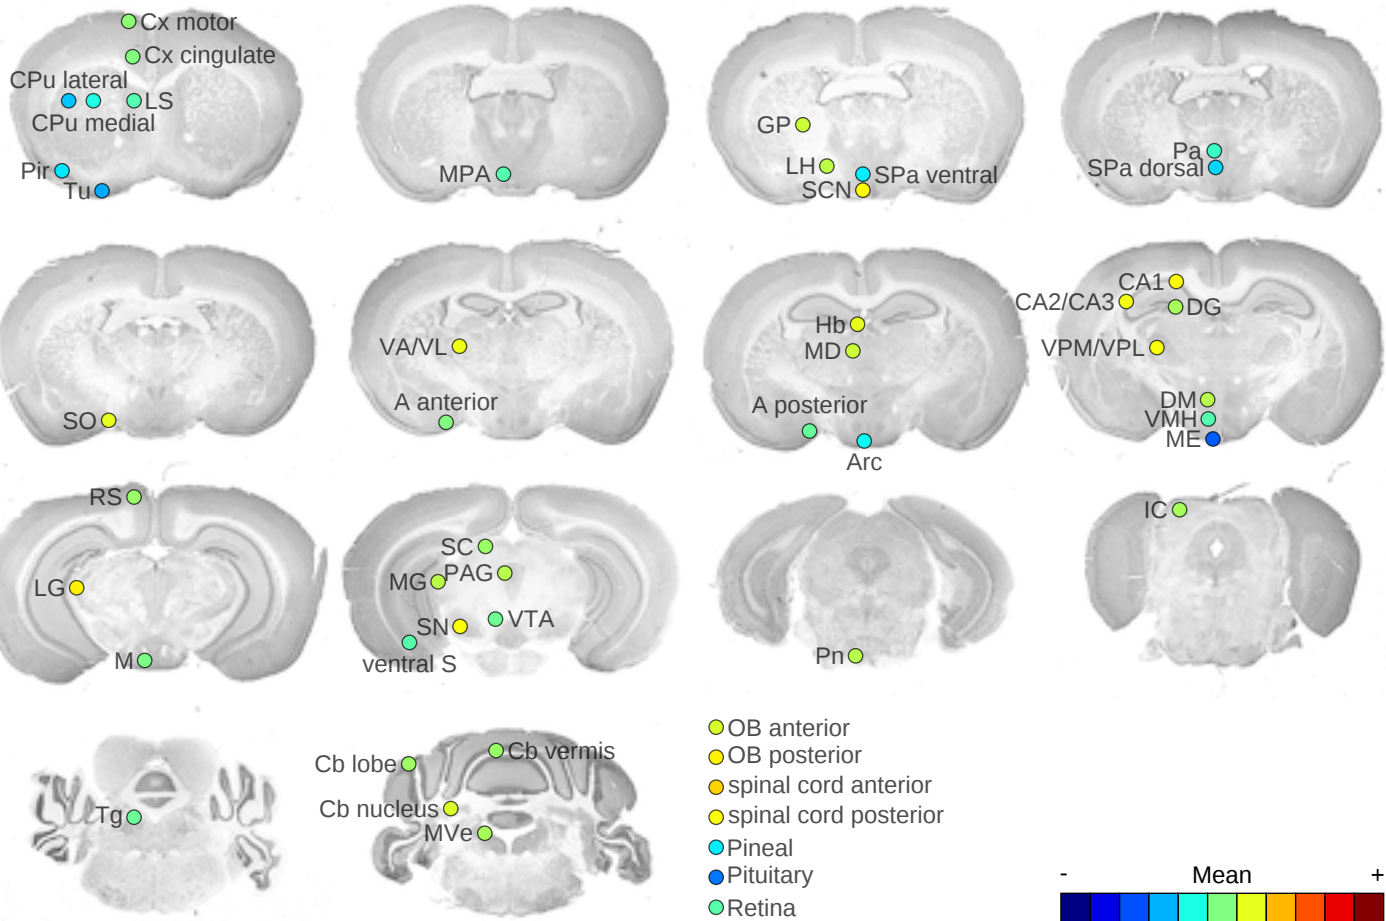 Cx motor
Cx cingulate
CPu lateral
LS
CPu medial
Pir
Tu
MPA
GP
LH
SPa ventral
SCN
Pa
SPa dorsal
SO
VA/VL
A anterior
Hb
MD
A posterior
Arc
CA1
CA2/CA3
DG
VPM/VPL
DM
VMH
ME
RS
LG
M
SC
MG
PAG
SN
VTA
ventral S
Pn
IC
Tg
Cb lobe
Cb vermis
Cb nucleus
MVe
OB anterior
OB posterior
spinal cord anterior
spinal cord posterior
Pineal
Pituitary
Retina
- Mean +